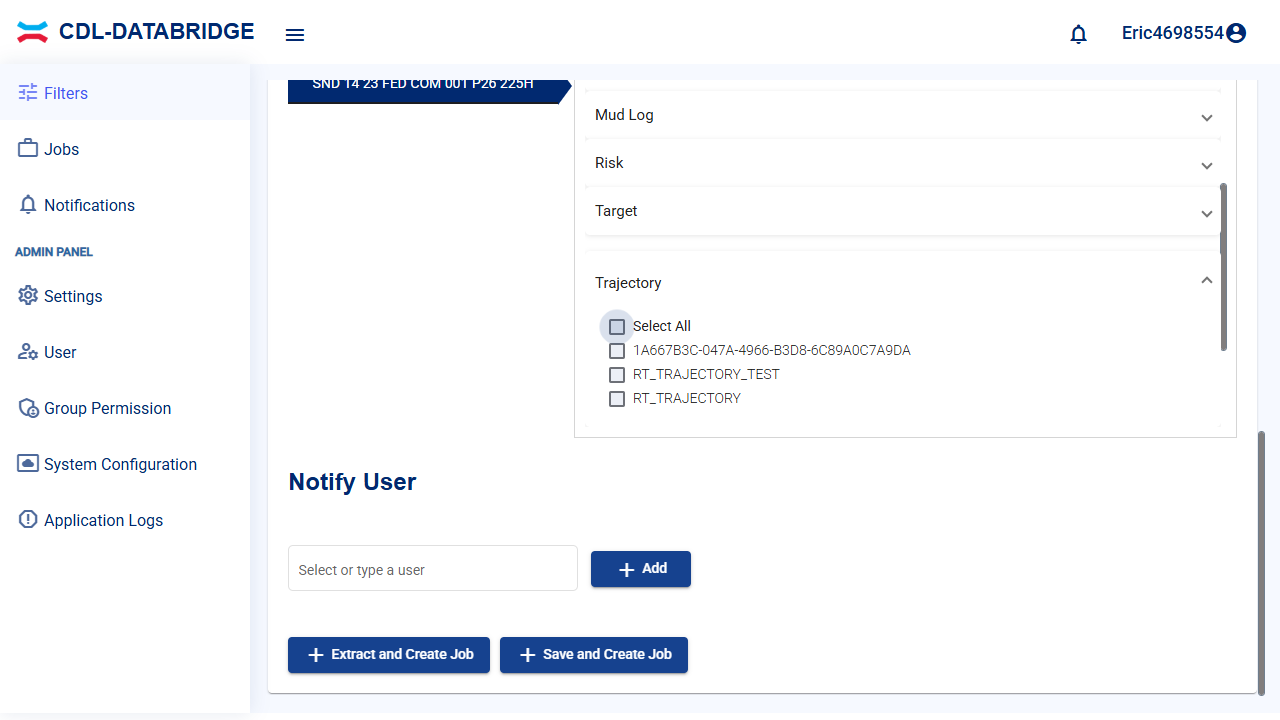 CDL-DATABRIDGE
Eric4698554
Filters
Jobs
Notifications
ADMIN PANEL
Settings
User
Group Permission
System Configuration
Application Logs
SND 14 23 FED COM 001 P26 225H
Mud Log
Risk
Target
Trajectory
Select All
1A667B3C-047A-4966-B3D8-6C89A0C7A9DA
RT_TRAJECTORY_TEST
RT_TRAJECTORY
Notify User
Select or type a user
Add
Extract and Create Job
Save and Create Job